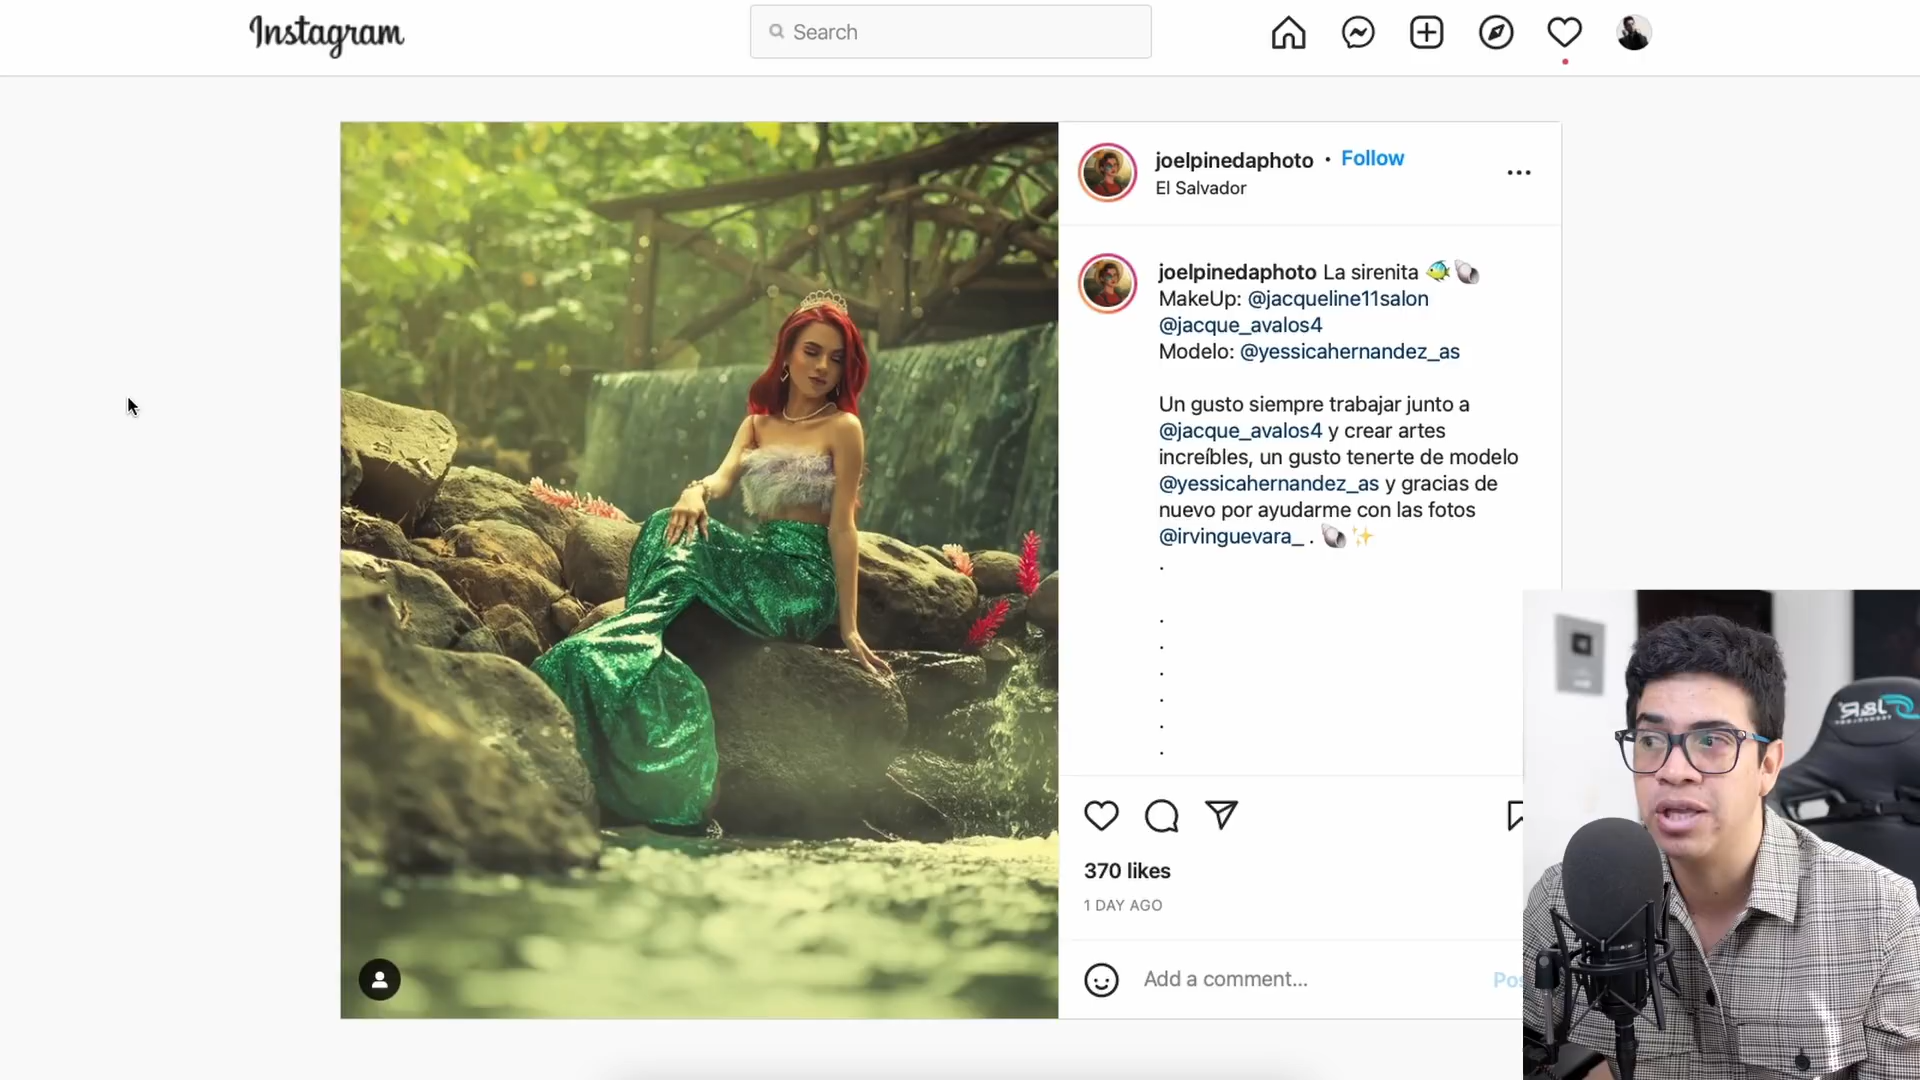 Instagram
Search
joelpinedaphoto • Follow
El Salvador
joelpinedaphoto La sirenita 🐠🐚
MakeUp: @jacqueline11salon
@jacque_avalos4
Modelo: @yessicahernandez_as
Un gusto siempre trabajar junto a
@jacque_avalos4 y crear artes
increíbles, un gusto tenerte de modelo
@yessicahernandez_as y gracias de
nuevo por ayudarme con las fotos
@irvinguevara_ . 🐚✨
.
.
.
.
.
.
.
370 likes
1 DAY AGO
Add a comment...
Pos